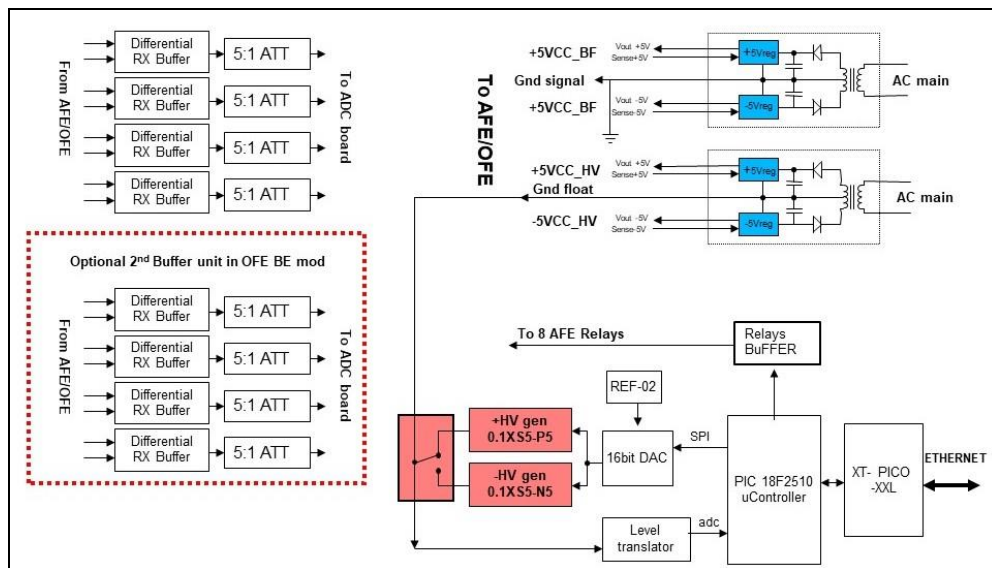 From AFE/OFE
Differential
RX Buffer
5:1 ATT
Differential
RX Buffer
5:1 ATT
Differential
RX Buffer
5:1 ATT
Differential
RX Buffer
5:1 ATT
To ADC board
Optional 2nd Buffer unit in OFE BE mod
From AFE/OFE
Differential
RX Buffer
5:1 ATT
Differential
RX Buffer
5:1 ATT
Differential
RX Buffer
5:1 ATT
Differential
RX Buffer
5:1 ATT
To ADC board
To AFE/OFE
+5VCC_BF
Vout +5V
Sense+5V
+5Vreg
Gnd signal
AC main
+5VCC_BF
Vout -5V
Sense-5V
-5Vreg
+5VCC_HV
Vout +5V
Sense+5V
+5Vreg
Gnd float
AC main
-5VCC_HV
Vout -5V
Sense-5V
-5Vreg
To 8 AFE Relays
Relays
BuFFER
REF-02
+HV gen
0.1XS5-P5
-HV gen
0.1XS5-N5
16bit DAC
SPI
PIC 18F2510
uController
XT- PICO
-XXL
ETHERNET
Level
translator
adc